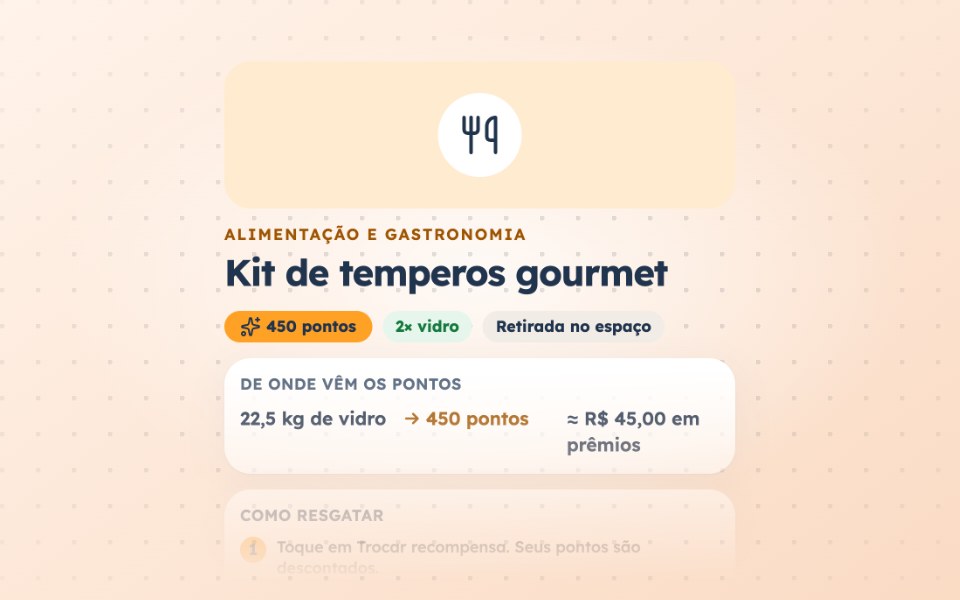 ALIMENTAÇÃO E GASTRONOMIA
Kit de temperos gourmet
450 pontos 2× vidro Retirada no espaço
DE ONDE VÊM OS PONTOS
22,5 kg de vidro → 450 pontos ≈ R$ 45,00 em
prêmios
COMO RESGATAR
1 Toque em Trocar recompensa. Seus pontos são
descontados.